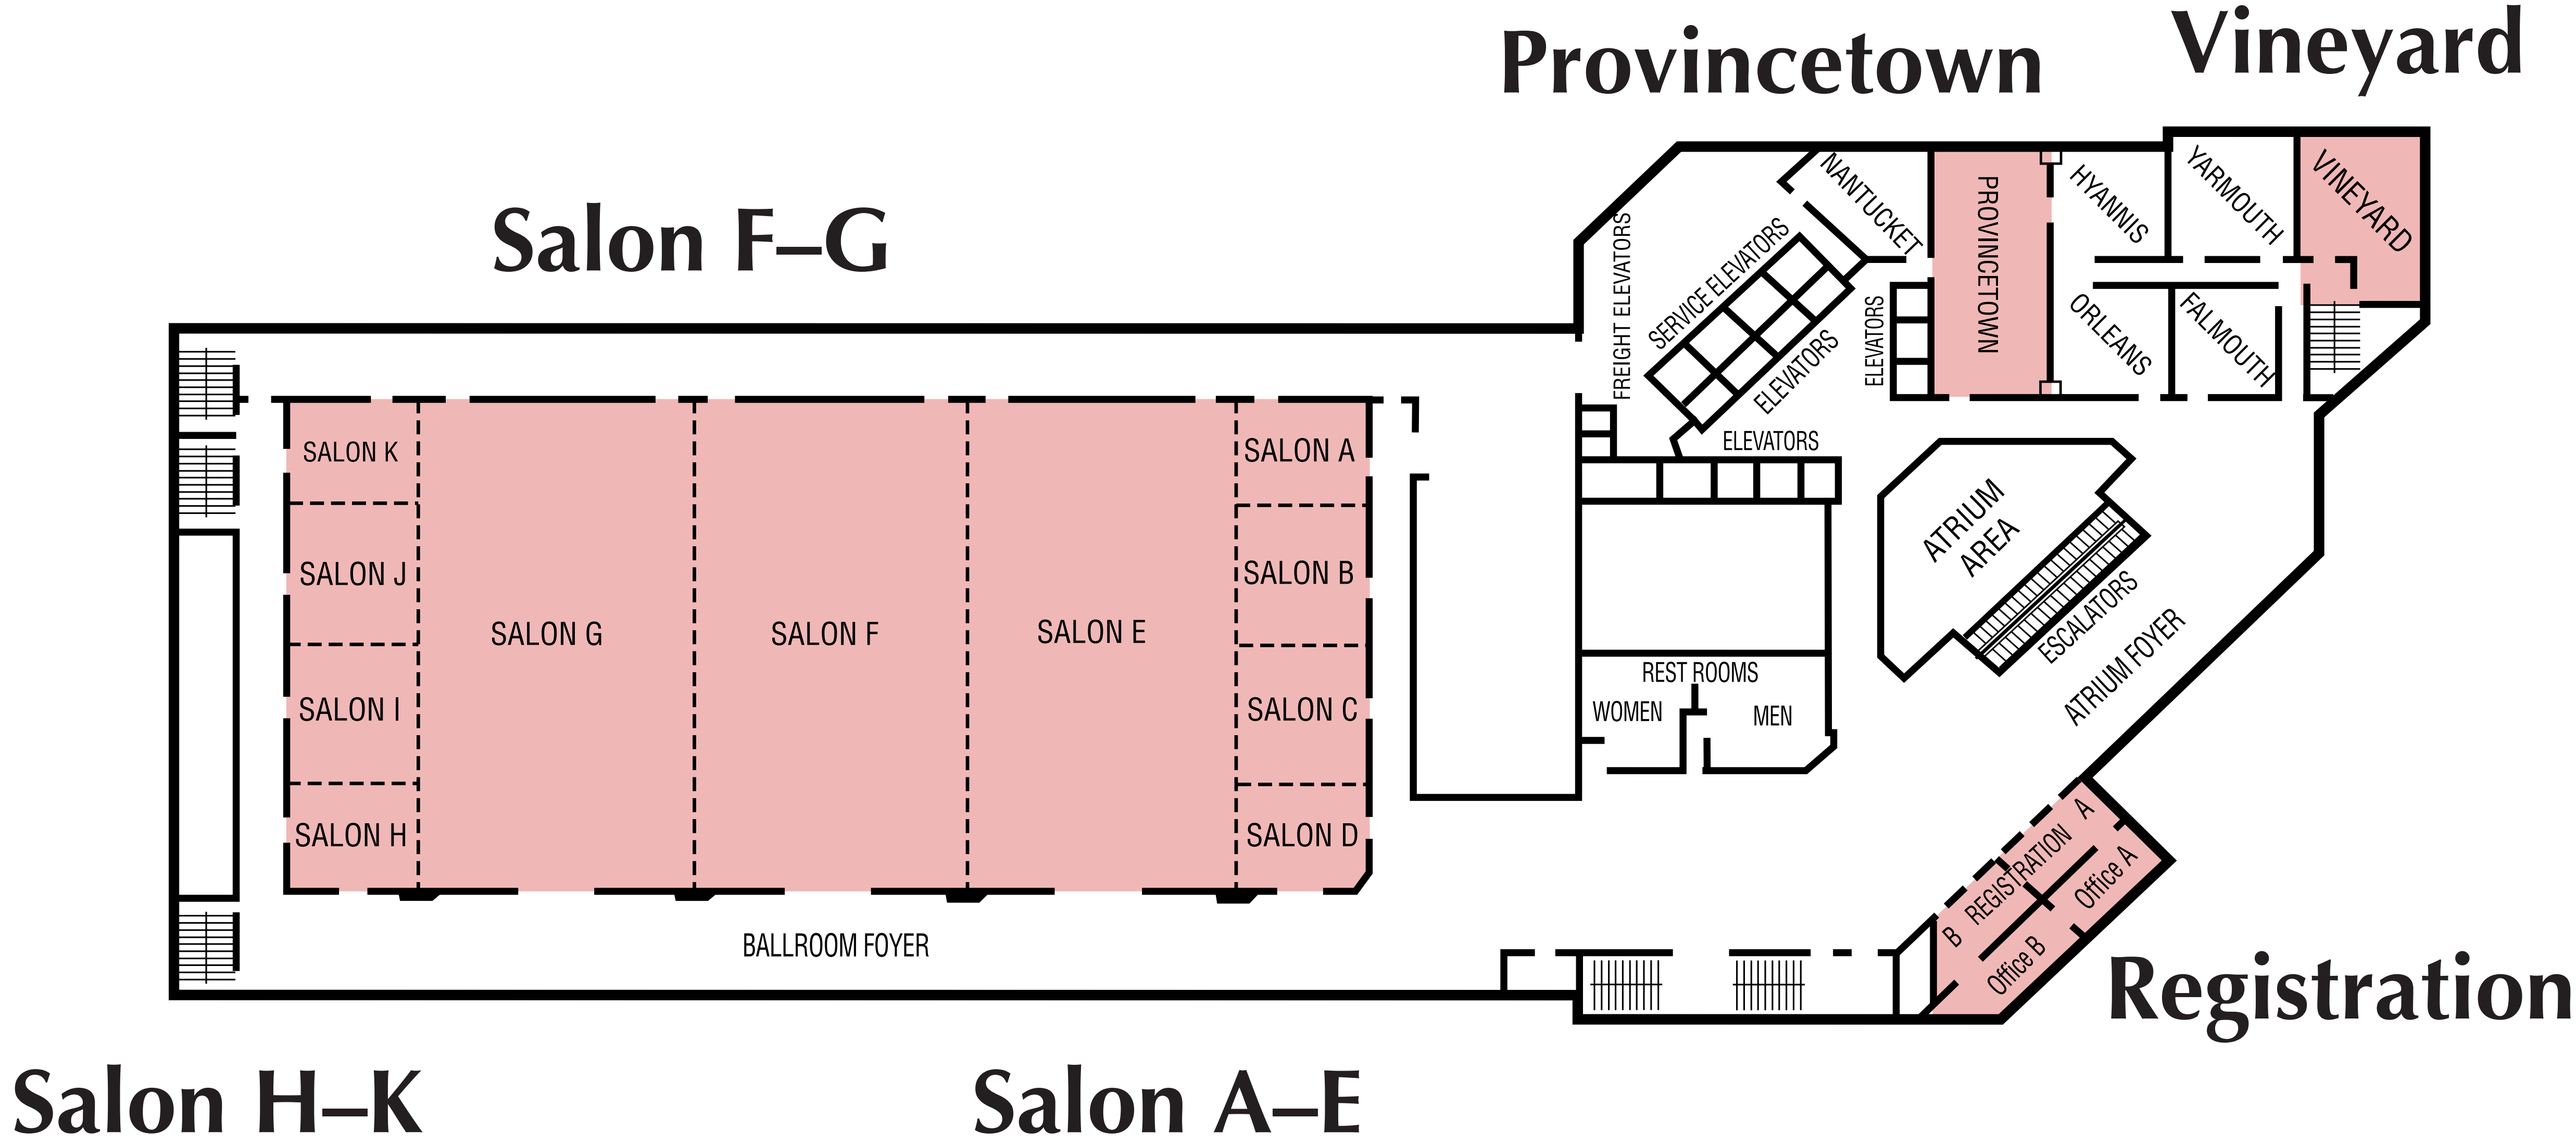 Provincetown
Vineyard
Salon F–G
NANTUCKET
PROVINCETOWN
HYANNIS
YARMOUTH
VINEYARD
FREIGHT ELEVATORS
SERVICE ELEVATORS
ELEVATORS
ELEVATORS
ORLEANS
FALMOUTH
ELEVATORS
SALON K
SALON A
SALON J
SALON B
SALON G
SALON F
SALON E
SALON I
SALON C
SALON H
SALON D
ATRIUM
AREA
ESCALATORS
ATRIUM FOYER
REST ROOMS
WOMEN
MEN
BALLROOM FOYER
B REGISTRATION A
Office A
Office B
Registration
Salon H–K
Salon A–E